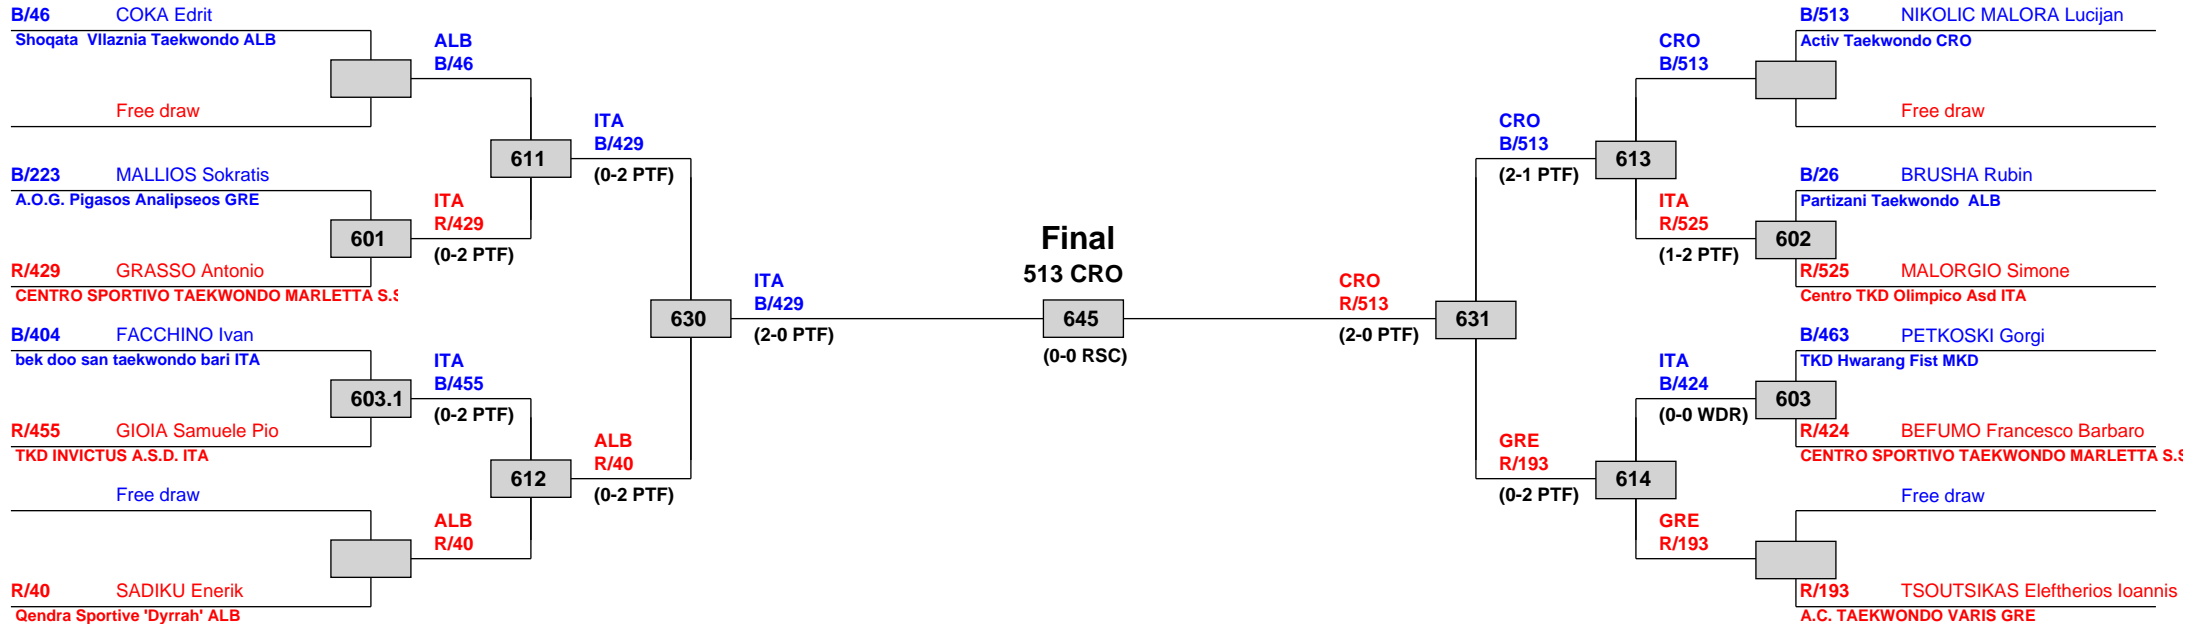 B/46 COKA Edrit
Shoqata VIlaznia Taekwondo ALB
Free draw
ALB
B/46
B/223 MALLIOS Sokratis
A.O.G. Pigasos Analipseos GRE
601
R/429 GRASSO Antonio
CENTRO SPORTIVO TAEKWONDO MARLETTA S.S
ITA
R/429
(0-2 PTF)
611
ITA
B/429
(0-2 PTF)
B/404 FACCHINO Ivan
bek doo san taekwondo bari ITA
603.1
R/455 GIOIA Samuele Pio
TKD INVICTUS A.S.D. ITA
ITA
B/455
(0-2 PTF)
612
Free draw
R/40 SADIKU Enerik
Qendra Sportive 'Dyrrah' ALB
ALB
R/40
ALB
R/40
(0-2 PTF)
630
ITA
B/429
(2-0 PTF)
Final
513 CRO
645
(0-0 RSC)
CRO
R/513
(2-0 PTF)
631
CRO
B/513
(2-1 PTF)
613
CRO
B/513
B/513 NIKOLIC MALORA Lucijan
Activ Taekwondo CRO
Free draw
ITA
R/525
(1-2 PTF)
602
B/26 BRUSHA Rubin
Partizani Taekwondo ALB
R/525 MALORGIO Simone
Centro TKD Olimpico Asd ITA
GRE
R/193
(0-2 PTF)
614
ITA
B/424
(0-0 WDR)
603
B/463 PETKOSKI Gorgi
TKD Hwarang Fist MKD
R/424 BEFUMO Francesco Barbaro
CENTRO SPORTIVO TAEKWONDO MARLETTA S.S
GRE
R/193
Free draw
R/193 TSOUTSIKAS Eleftherios Ioannis
A.C. TAEKWONDO VARIS GRE